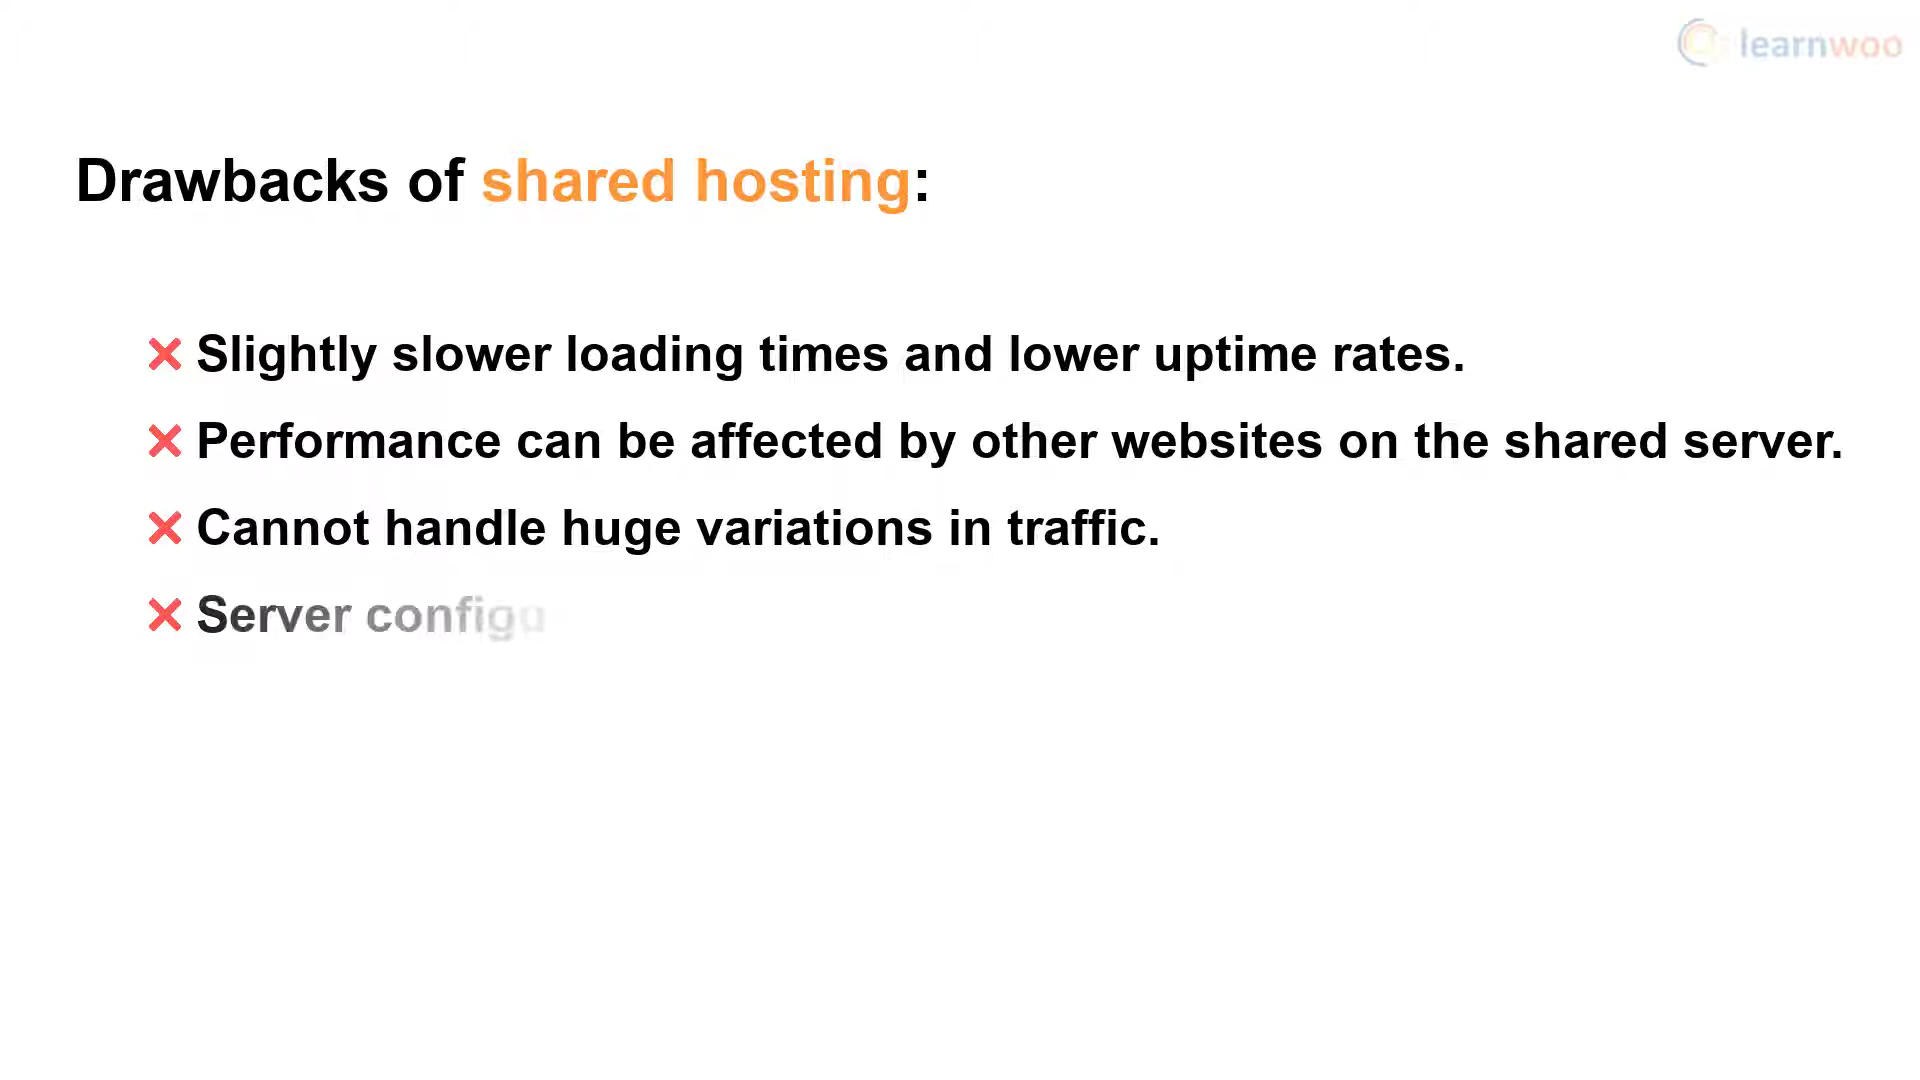 learnwoo
Drawbacks of shared hosting:
❌ Slightly slower loading times and lower uptime rates.
❌ Performance can be affected by other websites on the shared server.
❌ Cannot handle huge variations in traffic.
❌ Server configu